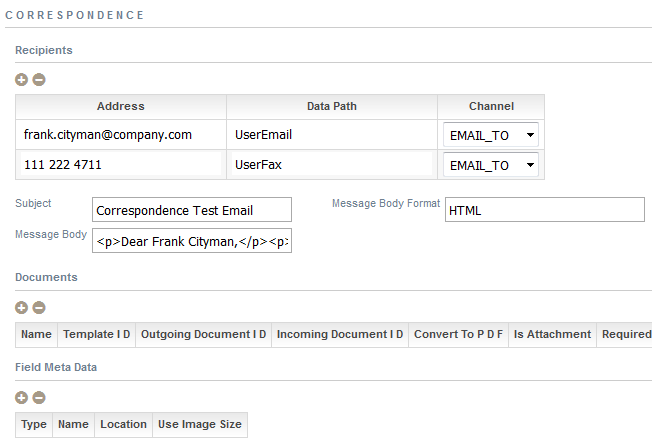 CORRESPONDENCE
Recipients
Address Data Path Channel
frank.cityman@company.com UserEmail EMAIL_TO
111 222 4711 UserFax EMAIL_TO
Subject Correspondence Test Email Message Body Format HTML
Message Body <p>Dear Frank Cityman,</p><p>
Documents
Name Template I D Outgoing Document I D Incoming Document I D Convert To P D F Is Attachment Required
Field Meta Data
Type Name Location Use Image Size